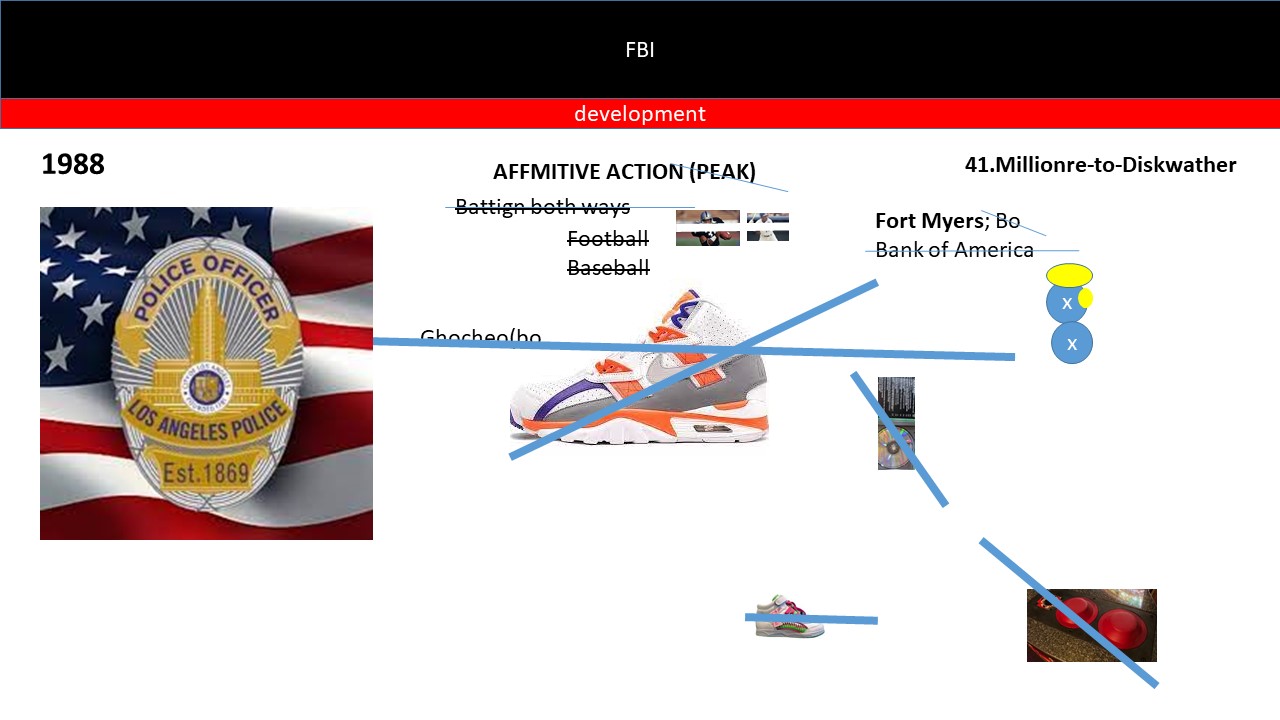 FBI
development
1988
AFFMITIVE ACTION (PEAK)
41.Millionre-to-Diskwather
Battign both ways
Football
Baseball
Fort Myers; Bo
Bank of America
Ghocheo(bo
X
X
POLICE OFFICER
LOS ANGELES POLICE
Est.1869